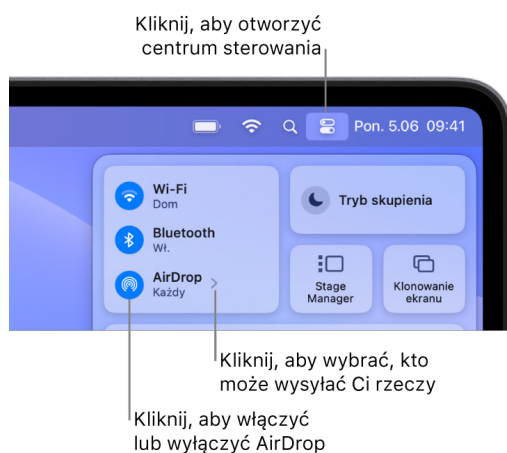 Kliknij, aby otworzyć
centrum sterowania
Pon. 5.06 09:41
Wi-Fi
Dom
Bluetooth
Wł.
AirDrop
Każdy
Tryb skupienia
Stage
Manager
Klonowanie
ekranu
Kliknij, aby wybrać, kto
może wysyłać Ci rzeczy
Kliknij, aby włączyć
lub wyłączyć AirDrop